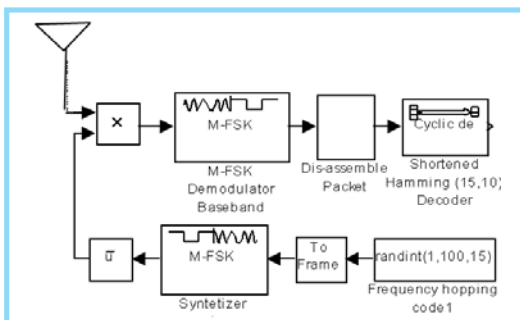 ×
M-FSK
M-FSK
Demodulator
Baseband
Dis-assemble
Packet
Cyclic de
Shortened
Hamming (15,10)
Decoder
M-FSK
Syntetizer
To
Frame
randint(1,100,15)
Frequency hopping
code1